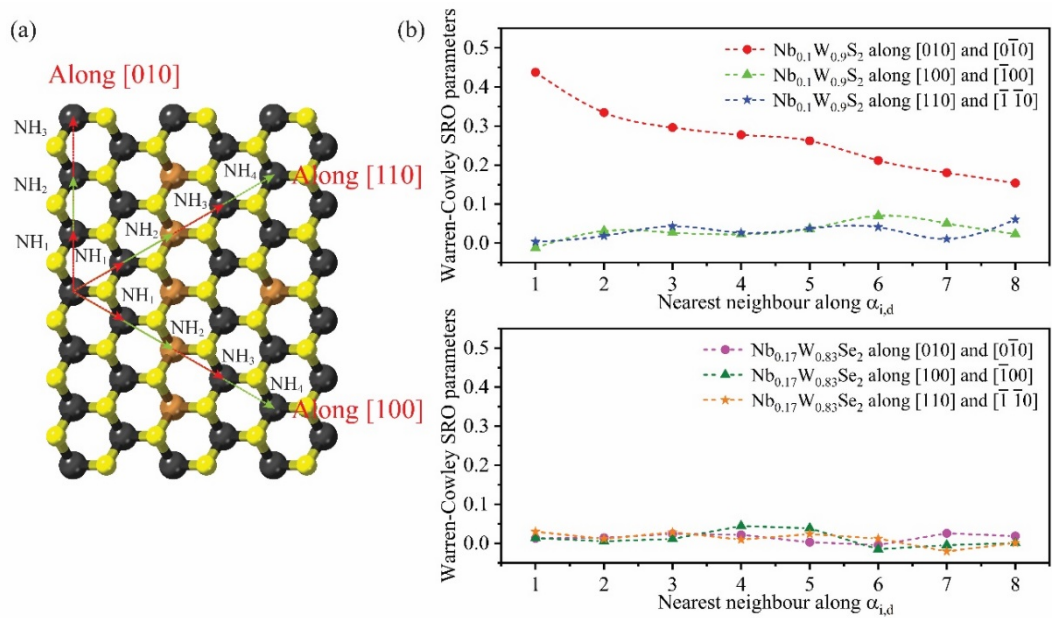 (a)
Along [010]
NH₃
NH₂
NH₁
NH₁
NH₂
NH₃
NH₄
Along [110]
NH₁
NH₂
NH₃
NH₄
Along [100]
(b)
Warren-Cowley SRO parameters
0.5
0.4
0.3
0.2
0.1
0.0
Nb₀.₁W₀.₉S₂ along [010] and [01̅0]
Nb₀.₁W₀.₉S₂ along [100] and [1̅00]
Nb₀.₁W₀.₉S₂ along [110] and [1̅ 1̅0]
1 2 3 4 5 6 7 8
Nearest neighbour along αᵢ,d
Warren-Cowley SRO parameters
0.5
0.4
0.3
0.2
0.1
0.0
Nb₀.₁₇W₀.₈₃Se₂ along [010] and [01̅0]
Nb₀.₁₇W₀.₈₃Se₂ along [100] and [1̅00]
Nb₀.₁₇W₀.₈₃Se₂ along [110] and [1̅ 1̅0]
1 2 3 4 5 6 7 8
Nearest neighbour along αᵢ,d